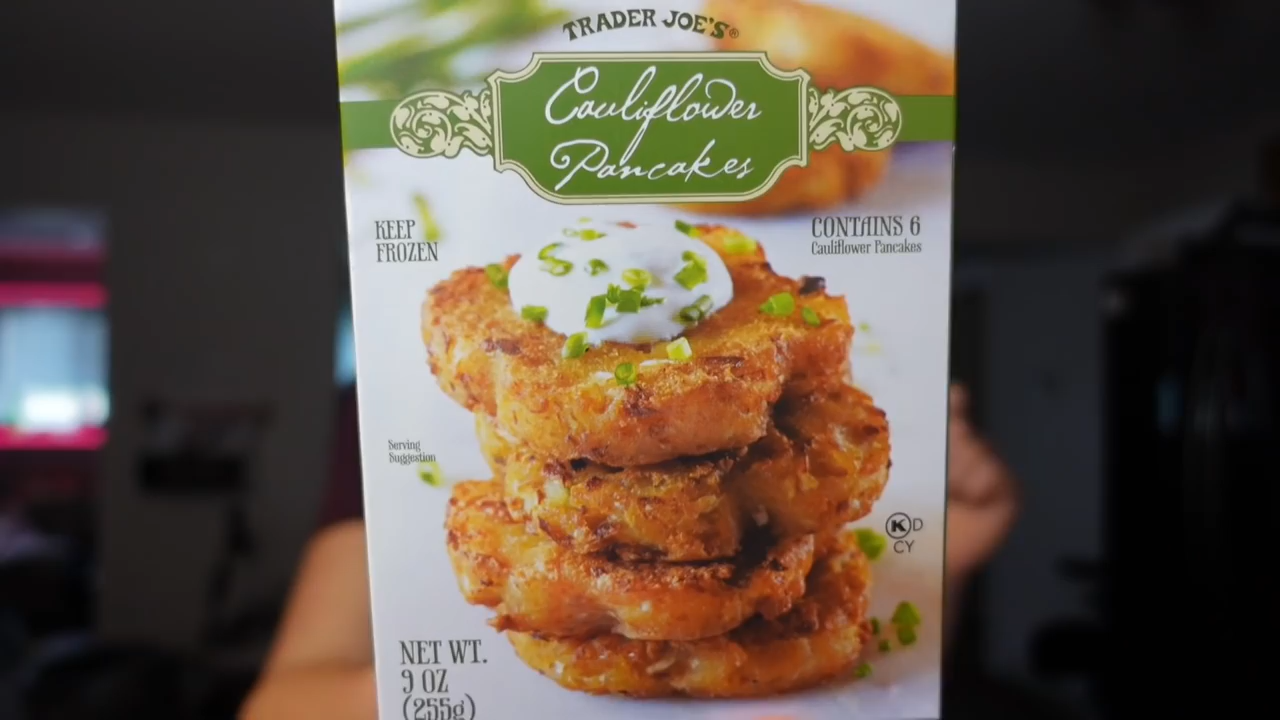 TRADER JOE'S®
Cauliflower
Pancakes
KEEP
FROZEN
CONTAINS 6
Cauliflower Pancakes
Serving
Suggestion
K D
CY
NET WT.
9 OZ
(255g)